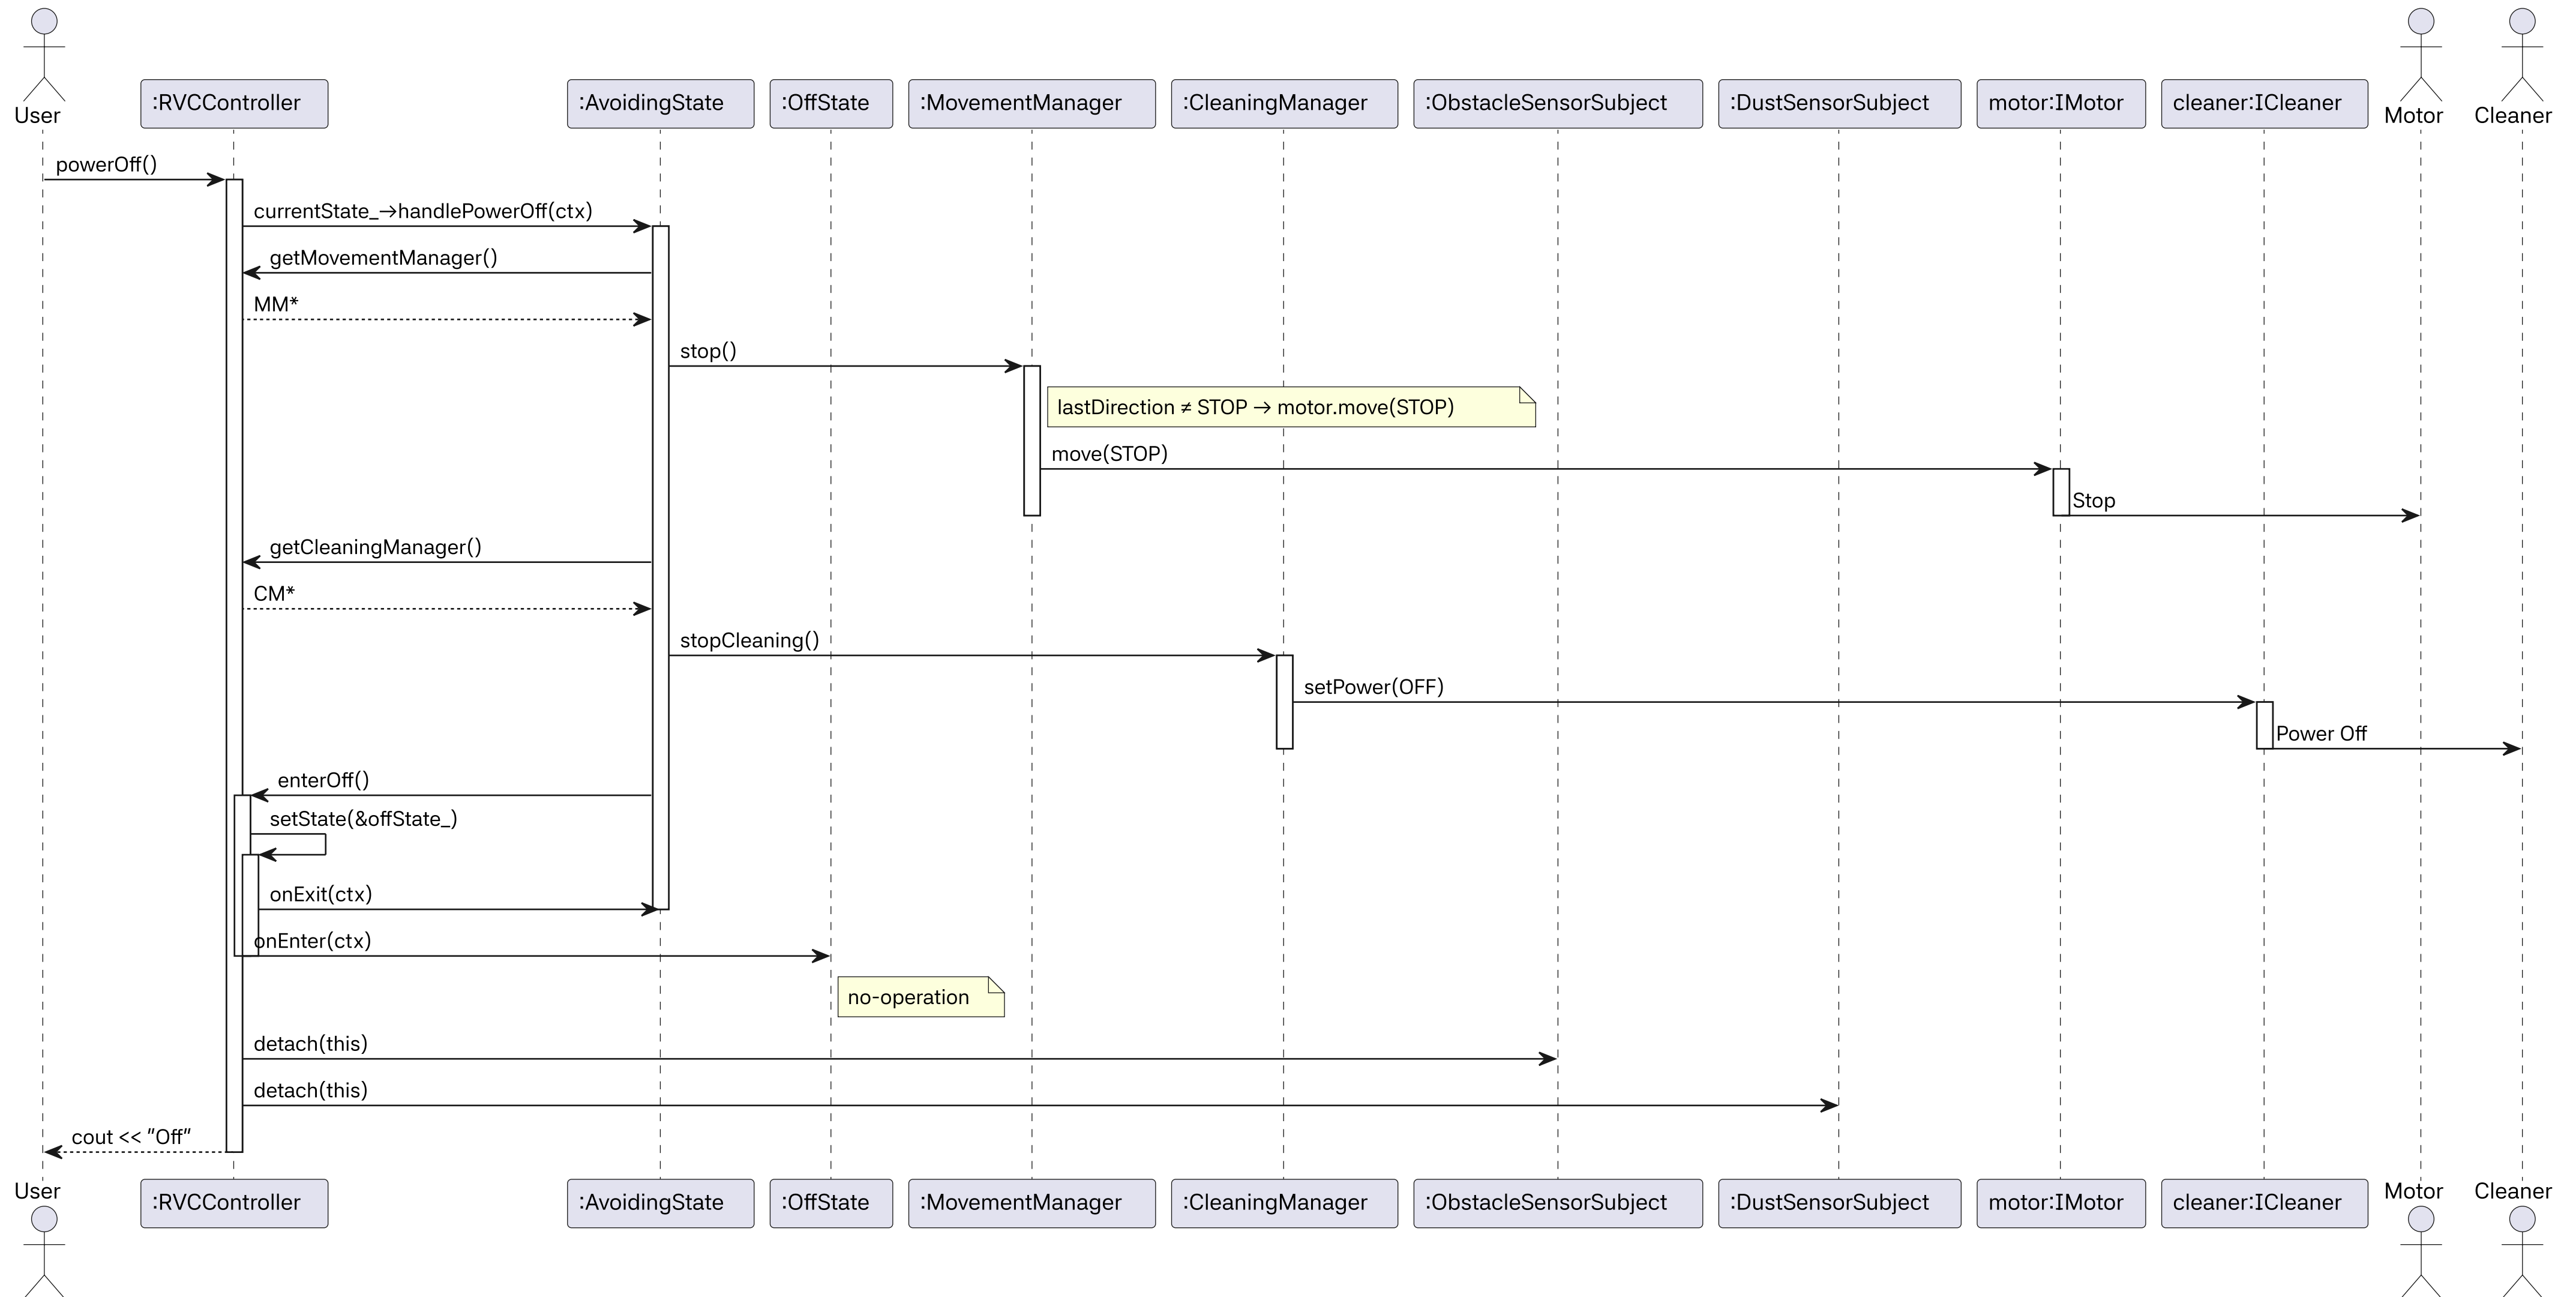 User
:RVCController
:AvoidingState
:OffState
:MovementManager
:CleaningManager
:ObstacleSensorSubject
:DustSensorSubject
motor:IMotor
cleaner:ICleaner
Motor
Cleaner
powerOff()
currentState_→handlePowerOff(ctx)
getMovementManager()
MM*
stop()
lastDirection ≠ STOP → motor.move(STOP)
move(STOP)
Stop
getCleaningManager()
CM*
stopCleaning()
setPower(OFF)
Power Off
enterOff()
setState(&offState_)
onExit(ctx)
onEnter(ctx)
no-operation
detach(this)
detach(this)
cout << "Off"
User
:RVCController
:AvoidingState
:OffState
:MovementManager
:CleaningManager
:ObstacleSensorSubject
:DustSensorSubject
motor:IMotor
cleaner:ICleaner
Motor
Cleaner